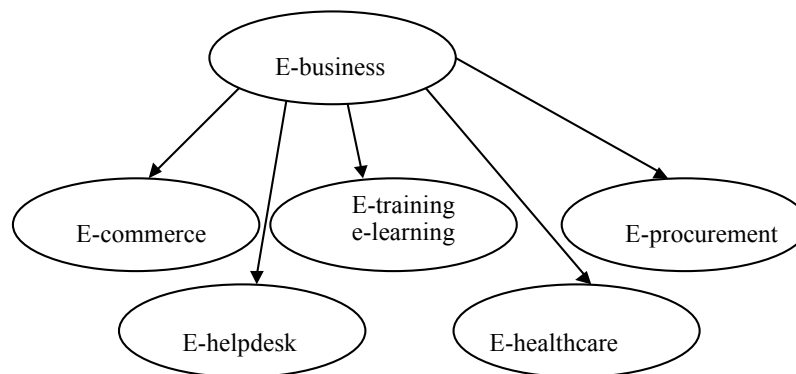 E-business
E-commerce
E-training
e-learning
E-procurement
E-helpdesk
E-healthcare